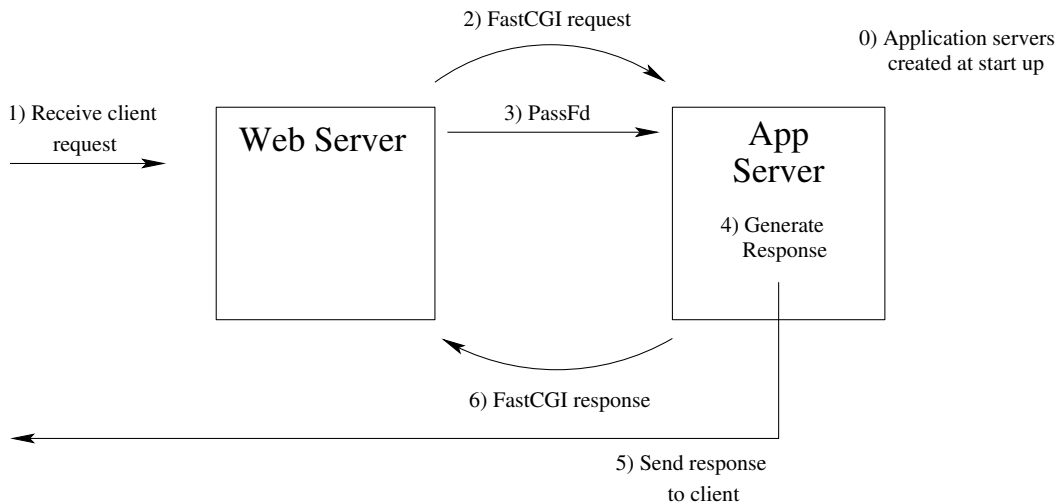 2) FastCGI request
0) Application servers
created at start up
1) Receive client
request
Web Server
3) PassFd
App
Server
4) Generate
Response
6) FastCGI response
5) Send response
to client